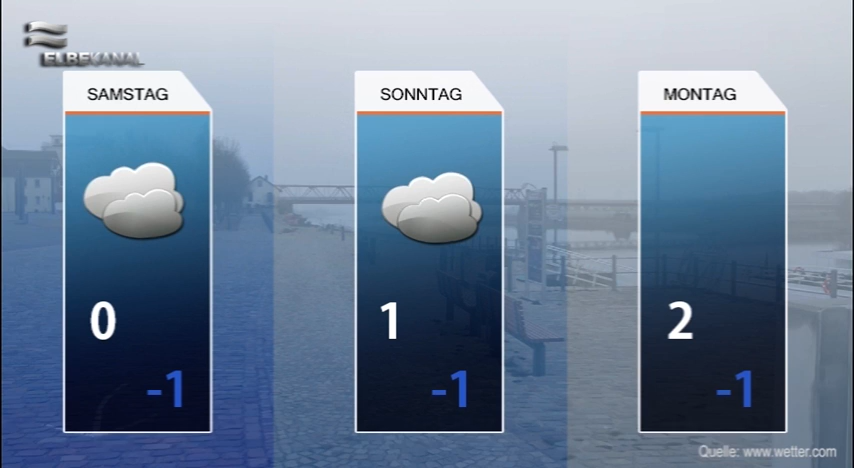 ELBEKANAL
SAMSTAG
SONNTAG
MONTAG
0
1
2
-1
-1
-1
Quelle: www.wetter.com